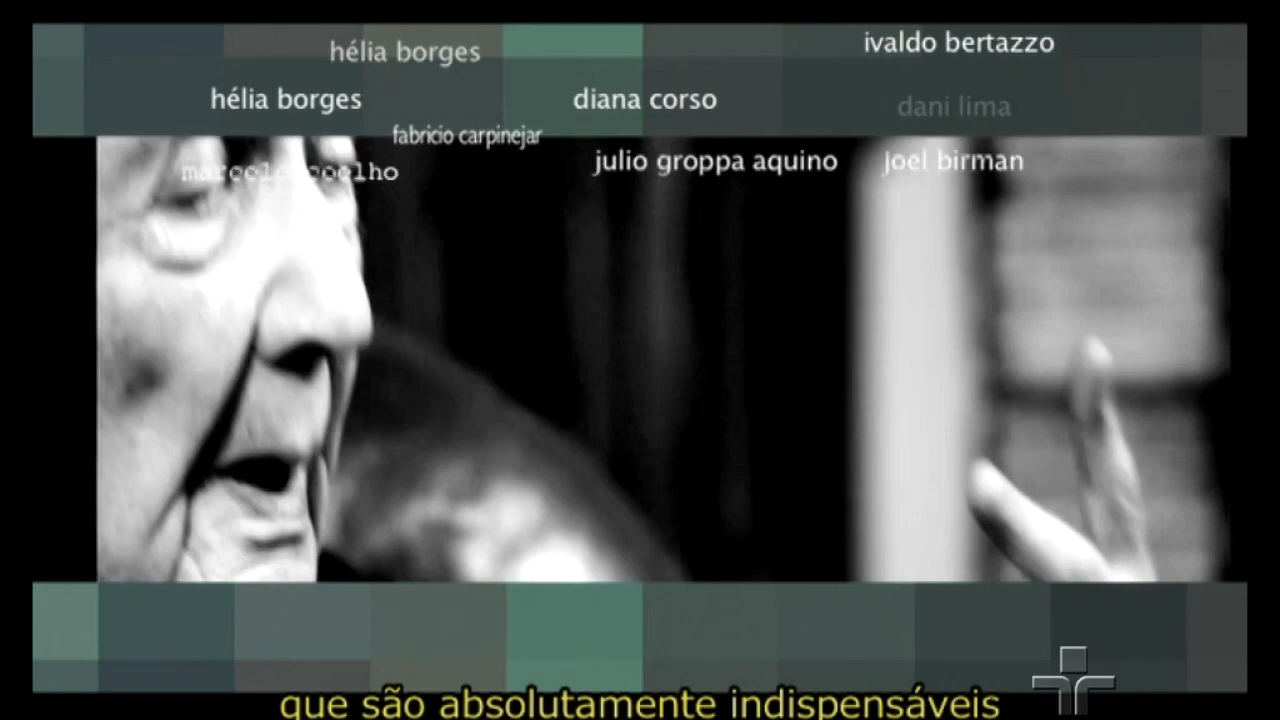 ivaldo bertazzo
hélia borges
hélia borges
diana corso
dani lima
fabricio carpinejar
julio groppa aquino
joel birman
marcelo coelho
que são absolutamente indispensáveis